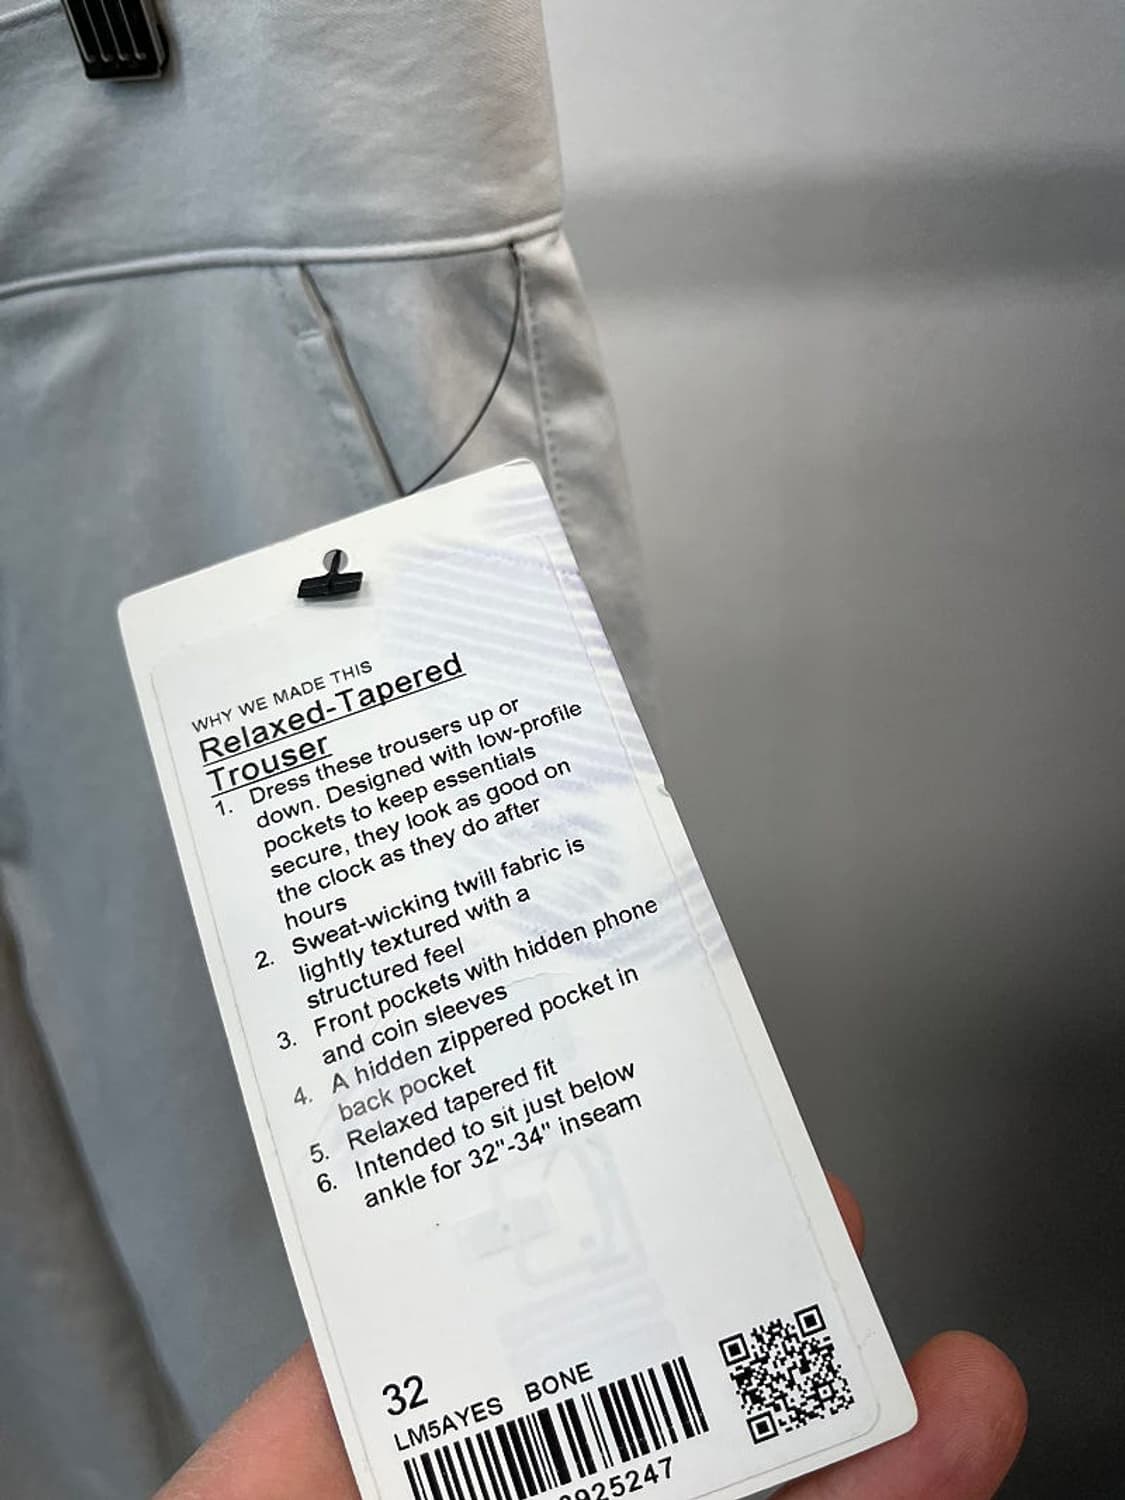 WHY WE MADE THIS
Relaxed-Tapered
Trouser
1. Dress these trousers up or
down. Designed with low-profile
pockets to keep essentials
secure, they look as good on
the clock as they do after
hours
2. Sweat-wicking twill fabric is
lightly textured with a
structured feel
3. Front pockets with hidden phone
and coin sleeves
4. A hidden zippered pocket in
back pocket
5. Relaxed tapered fit
6. Intended to sit just below
ankle for 32"-34" inseam
32
LM5AYES BONE
925247